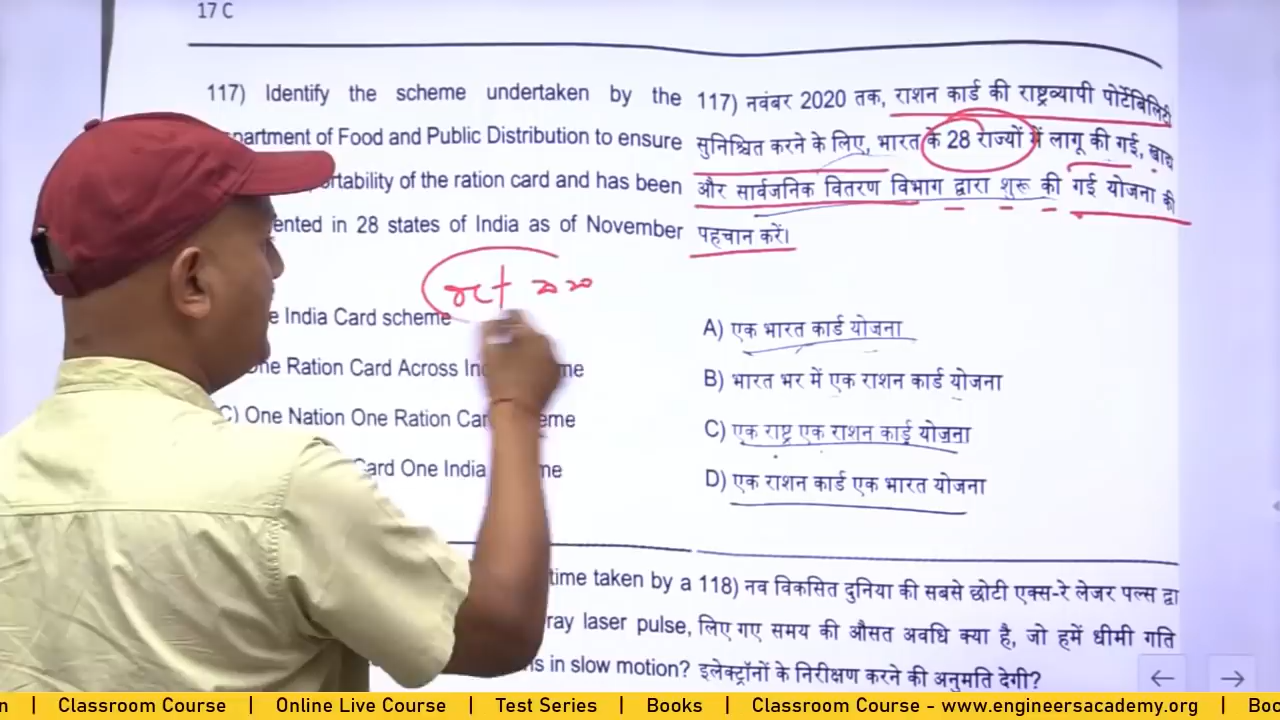 17 C
117) Identify the scheme undertaken by the
of Food and Public Distribution to ensure
of the ration card and has been
in 28 states of India as of November
India Card scheme
Ration Card Across
C) One Nation One Ration
Card One India
117) नवंबर 2020 तक, राशन कार्ड की राष्ट्रव्यापी पोर्टेबिलिटी
सुनिश्चित करने के लिए, भारत के 28 राज्यों में लागू की गई, खाद्य
और सार्वजनिक वितरण विभाग द्वारा शुरू की गई योजना की
पहचान करें।
A) एक भारत कार्ड योजना
B) भारत भर में एक राशन कार्ड योजना
C) एक राष्ट्र एक राशन कार्ड योजना
D) एक राशन कार्ड एक भारत योजना
time taken by a
ray laser pulse,
in slow motion?
118) नव विकसित दुनिया की सबसे छोटी एक्स-रे लेजर पल्स द्वा
लिए गए समय की औसत अवधि क्या है, जो हमें धीमी गति
इलेक्ट्रॉनों के निरीक्षण करने की अनुमति देगी?
| Classroom Course | Online Live Course | Test Series | Books | Classroom Course - www.engineersacademy.org |